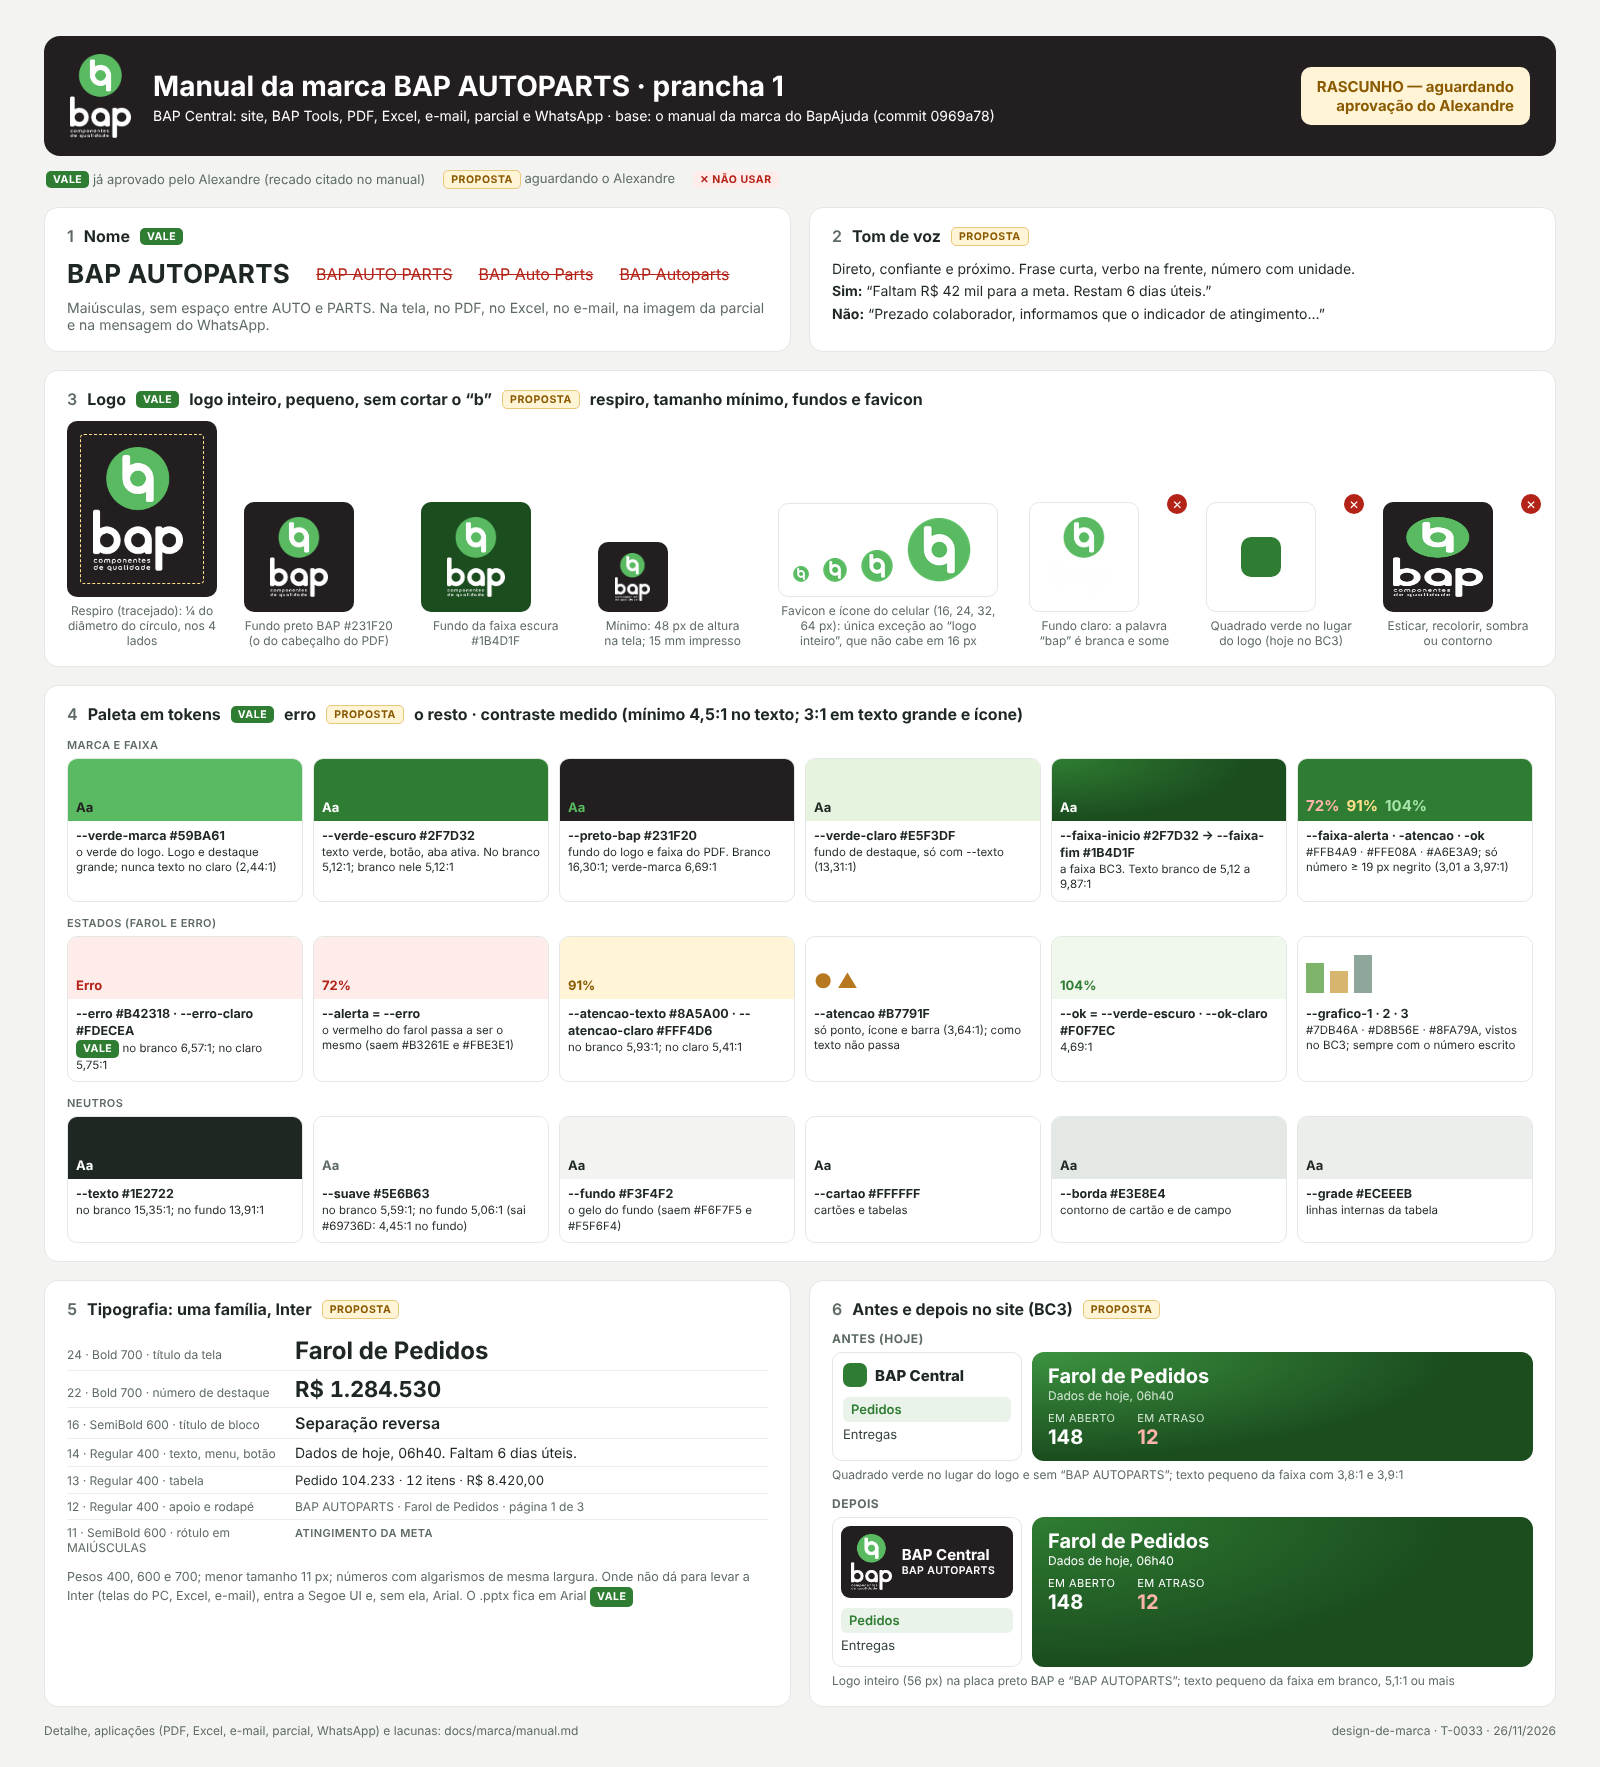 bap
componentes
de qualidade
Manual da marca BAP AUTOPARTS · prancha 1
BAP Central: site, BAP Tools, PDF, Excel, e-mail, parcial e WhatsApp · base: o manual da marca do BapAjuda (commit 0969a78)
RASCUNHO — aguardando
aprovação do Alexandre
VALE já aprovado pelo Alexandre (recado citado no manual) PROPOSTA aguardando o Alexandre ✕ NÃO USAR
1 Nome VALE
BAP AUTOPARTS BAP AUTO PARTS BAP Auto Parts BAP Autoparts
Maiúsculas, sem espaço entre AUTO e PARTS. Na tela, no PDF, no Excel, no e-mail, na imagem da parcial
e na mensagem do WhatsApp.
2 Tom de voz PROPOSTA
Direto, confiante e próximo. Frase curta, verbo na frente, número com unidade.
Sim: “Faltam R$ 42 mil para a meta. Restam 6 dias úteis.”
Não: “Prezado colaborador, informamos que o indicador de atingimento…”
3 Logo VALE logo inteiro, pequeno, sem cortar o “b” PROPOSTA respiro, tamanho mínimo, fundos e favicon
bap
componentes
de qualidade
Respiro (tracejado): ¼ do
diâmetro do círculo, nos 4
lados
bap
componentes
de qualidade
Fundo preto BAP #231F20
(o do cabeçalho do PDF)
bap
componentes
de qualidade
Fundo da faixa escura
#1B4D1F
bap
Mínimo: 48 px de altura
na tela; 15 mm impresso
Favicon e ícone do celular (16, 24, 32,
64 px): única exceção ao “logo
inteiro”, que não cabe em 16 px
✕
Fundo claro: a palavra
“bap” é branca e some
✕
Quadrado verde no lugar
do logo (hoje no BC3)
✕
bap
componentes
de qualidade
Esticar, recolorir, sombra
ou contorno
4 Paleta em tokens VALE erro PROPOSTA o resto · contraste medido (mínimo 4,5:1 no texto; 3:1 em texto grande e ícone)
MARCA E FAIXA
Aa
--verde-marca #59BA61
o verde do logo. Logo e destaque
grande; nunca texto no claro (2,44:1)
Aa
--verde-escuro #2F7D32
texto verde, botão, aba ativa. No branco
5,12:1; branco nele 5,12:1
Aa
--preto-bap #231F20
fundo do logo e faixa do PDF. Branco
16,30:1; verde-marca 6,69:1
Aa
--verde-claro #E5F3DF
fundo de destaque, só com --texto
(13,31:1)
Aa
--faixa-inicio #2F7D32 → --faixa-
fim #1B4D1F
a faixa BC3. Texto branco de 5,12 a
9,87:1
72% 91% 104%
--faixa-alerta · -atencao · -ok
#FFB4A9 · #FFE08A · #A6E3A9; só
número ≥ 19 px negrito (3,01 a 3,97:1)
ESTADOS (FAROL E ERRO)
Erro
--erro #B42318 · --erro-claro
#FDECEA
VALE no branco 6,57:1; no claro
5,75:1
72%
--alerta = --erro
o vermelho do farol passa a ser o
mesmo (saem #B3261E e #FBE3E1)
91%
--atencao-texto #8A5A00 · --
atencao-claro #FFF4D6
no branco 5,93:1; no claro 5,41:1
--atencao #B7791F
só ponto, ícone e barra (3,64:1); como
texto não passa
104%
--ok = --verde-escuro · --ok-claro
#F0F7EC
4,69:1
--grafico-1 · 2 · 3
#7DB46A · #D8B56E · #8FA79A, vistos
no BC3; sempre com o número escrito
NEUTROS
Aa
--texto #1E2722
no branco 15,35:1; no fundo 13,91:1
Aa
--suave #5E6B63
no branco 5,59:1; no fundo 5,06:1 (sai
#69736D: 4,45:1 no fundo)
Aa
--fundo #F3F4F2
o gelo do fundo (saem #F6F7F5 e
#F5F6F4)
Aa
--cartao #FFFFFF
cartões e tabelas
Aa
--borda #E3E8E4
contorno de cartão e de campo
Aa
--grade #ECEEEB
linhas internas da tabela
5 Tipografia: uma família, Inter PROPOSTA
24 · Bold 700 · título da tela Farol de Pedidos
22 · Bold 700 · número de destaque R$ 1.284.530
16 · SemiBold 600 · título de bloco Separação reversa
14 · Regular 400 · texto, menu, botão Dados de hoje, 06h40. Faltam 6 dias úteis.
13 · Regular 400 · tabela Pedido 104.233 · 12 itens · R$ 8.420,00
12 · Regular 400 · apoio e rodapé BAP AUTOPARTS · Farol de Pedidos · página 1 de 3
11 · SemiBold 600 · rótulo em ATINGIMENTO DA META
MAIÚSCULAS
Pesos 400, 600 e 700; menor tamanho 11 px; números com algarismos de mesma largura. Onde não dá para levar a
Inter (telas do PC, Excel, e-mail), entra a Segoe UI e, sem ela, Arial. O .pptx fica em Arial VALE
6 Antes e depois no site (BC3) PROPOSTA
ANTES (HOJE)
BAP Central
Pedidos
Entregas
Farol de Pedidos
Dados de hoje, 06h40
EM ABERTO EM ATRASO
148 12
Quadrado verde no lugar do logo e sem “BAP AUTOPARTS”; texto pequeno da faixa com 3,8:1 e 3,9:1
DEPOIS
bap
componentes
de qualidade
BAP Central
BAP AUTOPARTS
Pedidos
Entregas
Farol de Pedidos
Dados de hoje, 06h40
EM ABERTO EM ATRASO
148 12
Logo inteiro (56 px) na placa preto BAP e “BAP AUTOPARTS”; texto pequeno da faixa em branco, 5,1:1 ou mais
Detalhe, aplicações (PDF, Excel, e-mail, parcial, WhatsApp) e lacunas: docs/marca/manual.md
design-de-marca · T-0033 · 26/11/2026